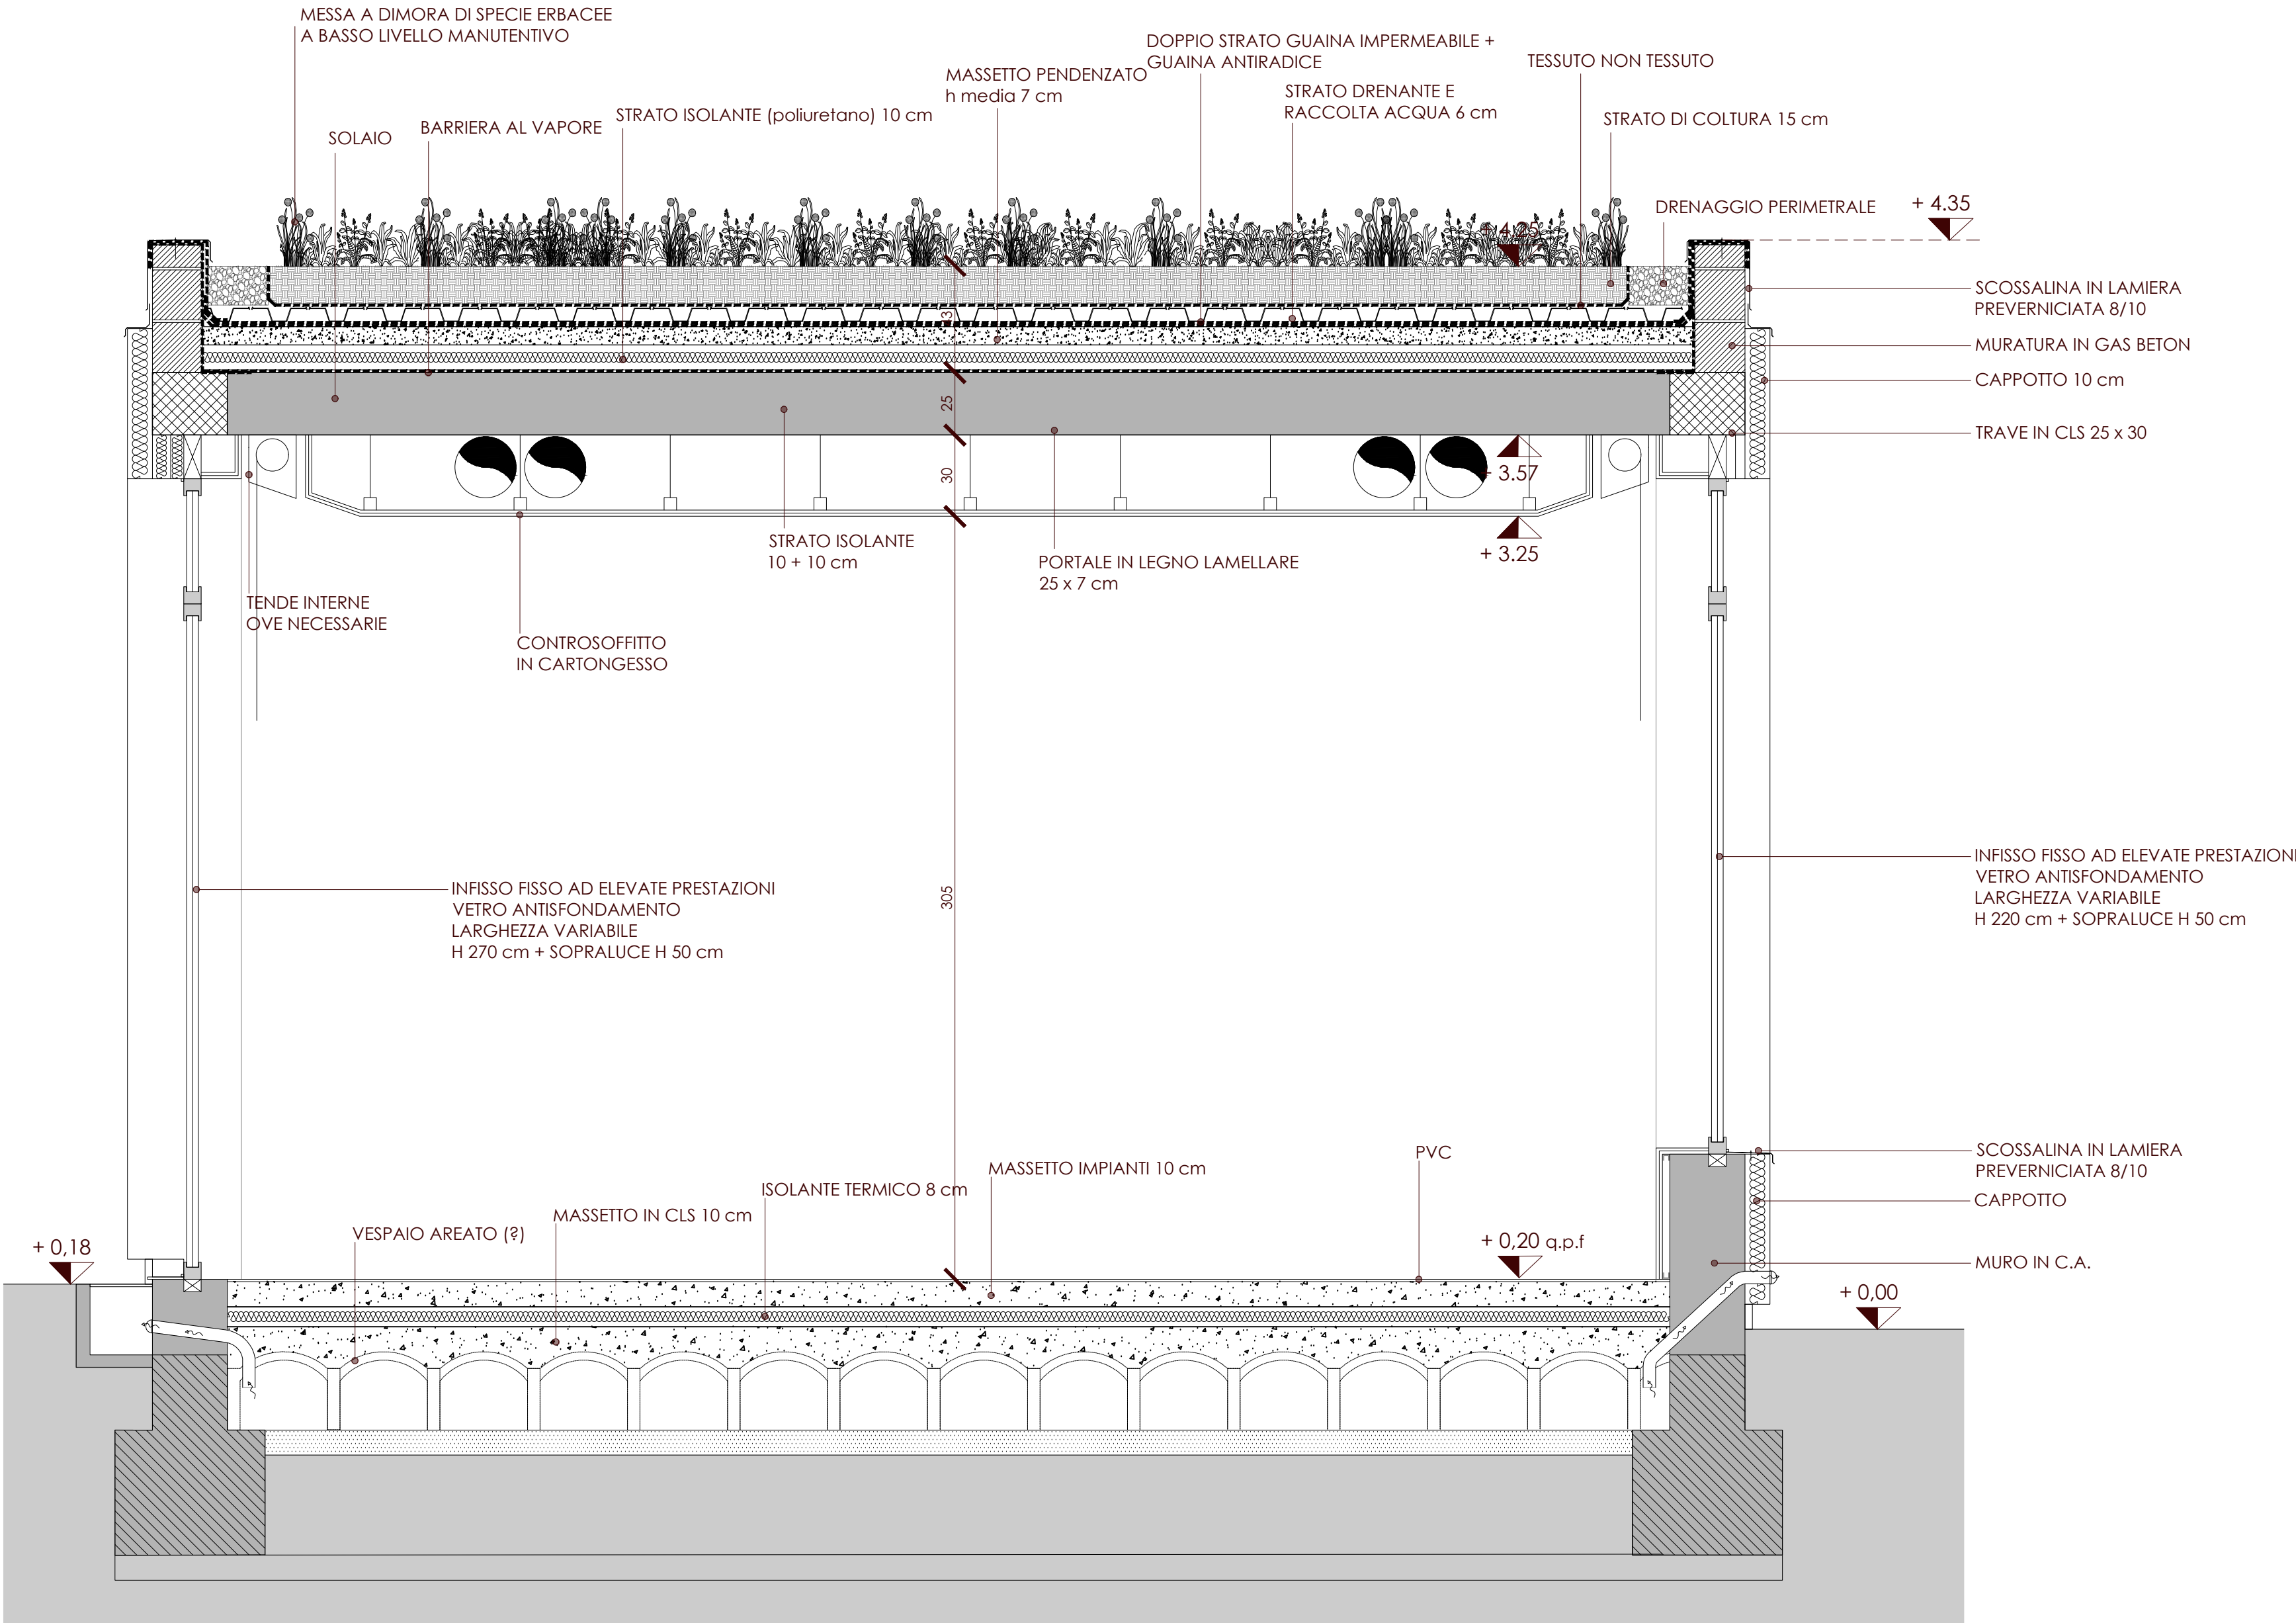 MESSA A DIMORA DI SPECIE ERBACEE
A BASSO LIVELLO MANUTENTIVO
DOPPIO STRATO GUAINA IMPERMEABILE +
GUAINA ANTIRADICE
TESSUTO NON TESSUTO
MASSETTO PENDENZATO
h media 7 cm
STRATO DRENANTE E
RACCOLTA ACQUA 6 cm
STRATO ISOLANTE (poliuretano) 10 cm
STRATO DI COLTURA 15 cm
BARRIERA AL VAPORE
SOLAIO
DRENAGGIO PERIMETRALE
+ 4.35
+ 4.25
SCOSSALINA IN LAMIERA
PREVERNICIATA 8/10
43
MURATURA IN GAS BETON
CAPPOTTO 10 cm
25
TRAVE IN CLS 25 x 30
30
+ 3.57
STRATO ISOLANTE
10 + 10 cm
PORTALE IN LEGNO LAMELLARE
25 x 7 cm
+ 3.25
TENDE INTERNE
OVE NECESSARIE
CONTROSOFFITTO
IN CARTONGESSO
INFISSO FISSO AD ELEVATE PRESTAZIONI
VETRO ANTISFONDAMENTO
LARGHEZZA VARIABILE
H 270 cm + SOPRALUCE H 50 cm
305
INFISSO FISSO AD ELEVATE PRESTAZIONI
VETRO ANTISFONDAMENTO
LARGHEZZA VARIABILE
H 220 cm + SOPRALUCE H 50 cm
PVC
SCOSSALINA IN LAMIERA
PREVERNICIATA 8/10
MASSETTO IMPIANTI 10 cm
ISOLANTE TERMICO 8 cm
CAPPOTTO
MASSETTO IN CLS 10 cm
VESPAIO AREATO (?)
+ 0,18
+ 0,20 q.p.f
MURO IN C.A.
+ 0,00